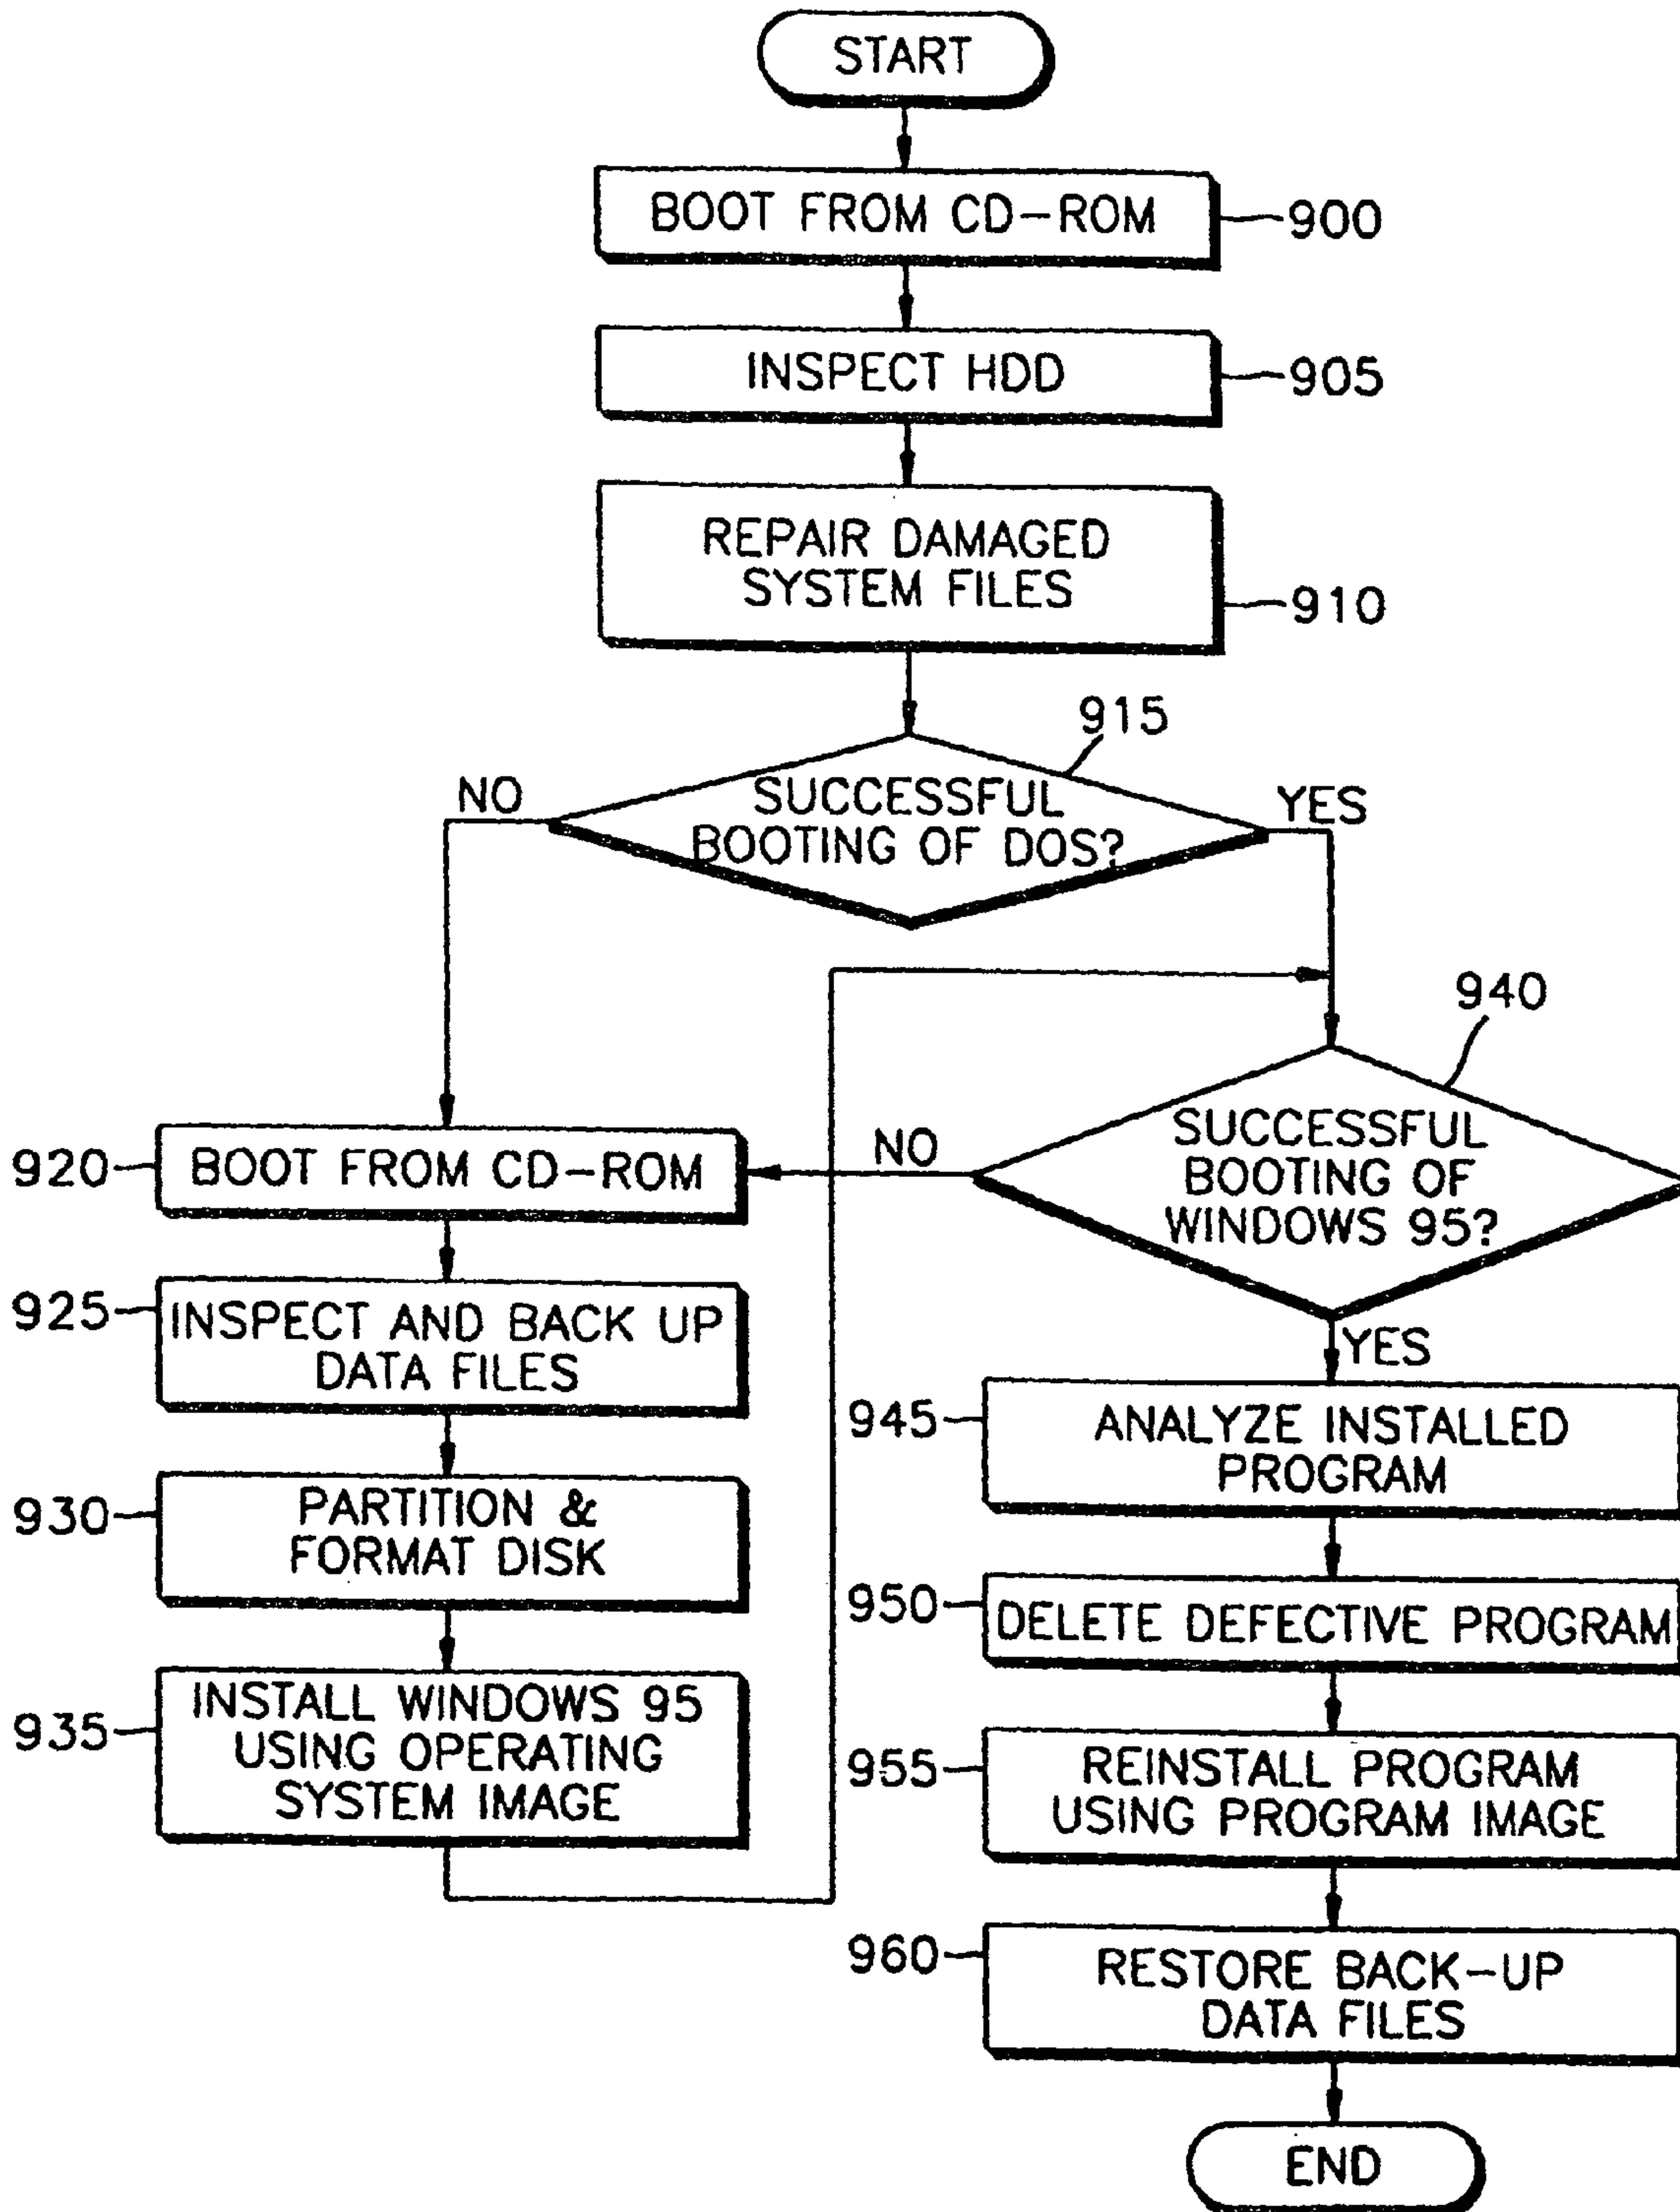 START
BOOT FROM CD-ROM
900
INSPECT HDD
905
REPAIR DAMAGED
SYSTEM FILES
910
915
NO
SUCCESSFUL
BOOTING OF DOS?
YES
940
920
BOOT FROM CD-ROM
NO
SUCCESSFUL
BOOTING OF
WINDOWS 95?
YES
925
INSPECT AND BACK UP
DATA FILES
930
PARTITION &
FORMAT DISK
935
INSTALL WINDOWS 95
USING OPERATING
SYSTEM IMAGE
945
ANALYZE INSTALLED
PROGRAM
950
DELETE DEFECTIVE PROGRAM
955
REINSTALL PROGRAM
USING PROGRAM IMAGE
960
RESTORE BACK-UP
DATA FILES
END